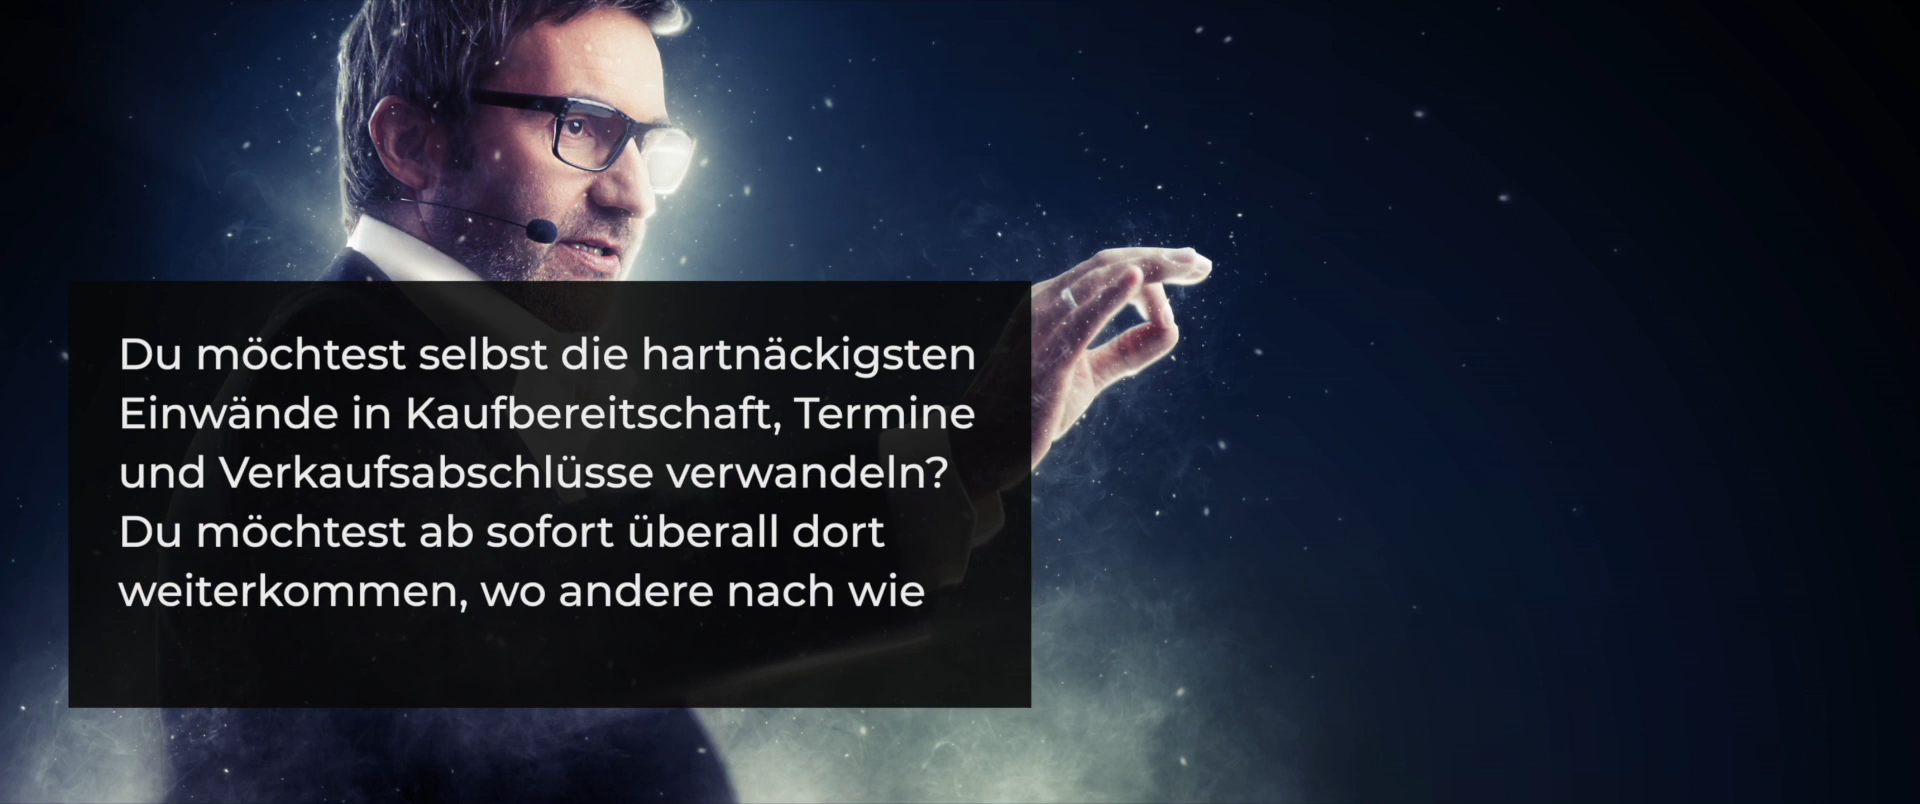 Du möchtest selbst die hartnäckigsten
Einwände in Kaufbereitschaft, Termine
und Verkaufsabschlüsse verwandeln?
Du möchtest ab sofort überall dort
weiterkommen, wo andere nach wie